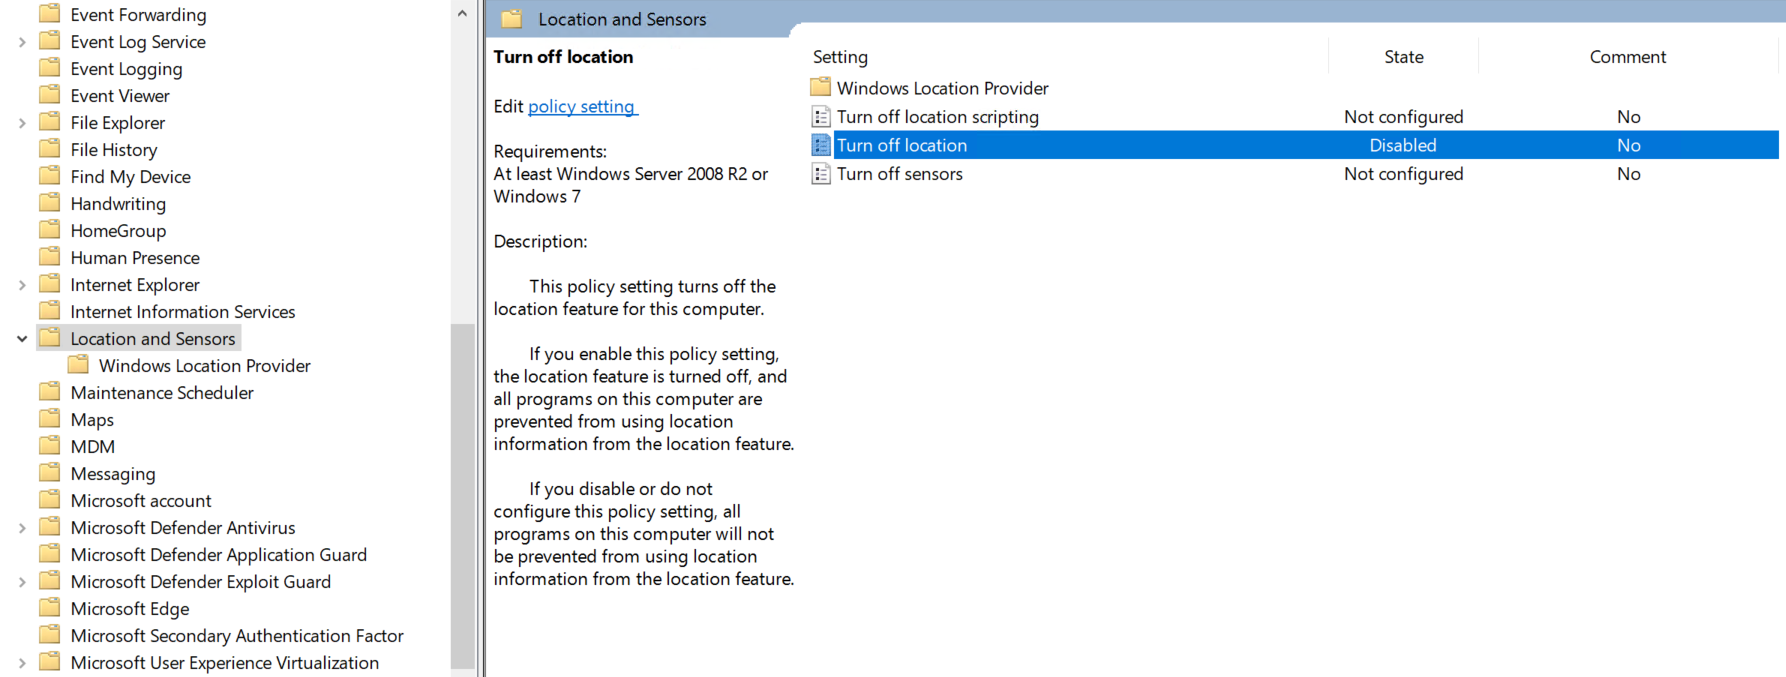 Event Forwarding
Event Log Service
Event Logging
Event Viewer
File Explorer
File History
Find My Device
Handwriting
HomeGroup
Human Presence
Internet Explorer
Internet Information Services
Location and Sensors
Windows Location Provider
Maintenance Scheduler
Maps
MDM
Messaging
Microsoft account
Microsoft Defender Antivirus
Microsoft Defender Application Guard
Microsoft Defender Exploit Guard
Microsoft Edge
Microsoft Secondary Authentication Factor
Microsoft User Experience Virtualization
Location and Sensors
Turn off location
Edit policy setting
Requirements:
At least Windows Server 2008 R2 or
Windows 7
Description:
This policy setting turns off the
location feature for this computer.
If you enable this policy setting,
the location feature is turned off, and
all programs on this computer are
prevented from using location
information from the location feature.
If you disable or do not
configure this policy setting, all
programs on this computer will not
be prevented from using location
information from the location feature.
Setting State Comment
Windows Location Provider
Turn off location scripting Not configured No
Turn off location Disabled No
Turn off sensors Not configured No